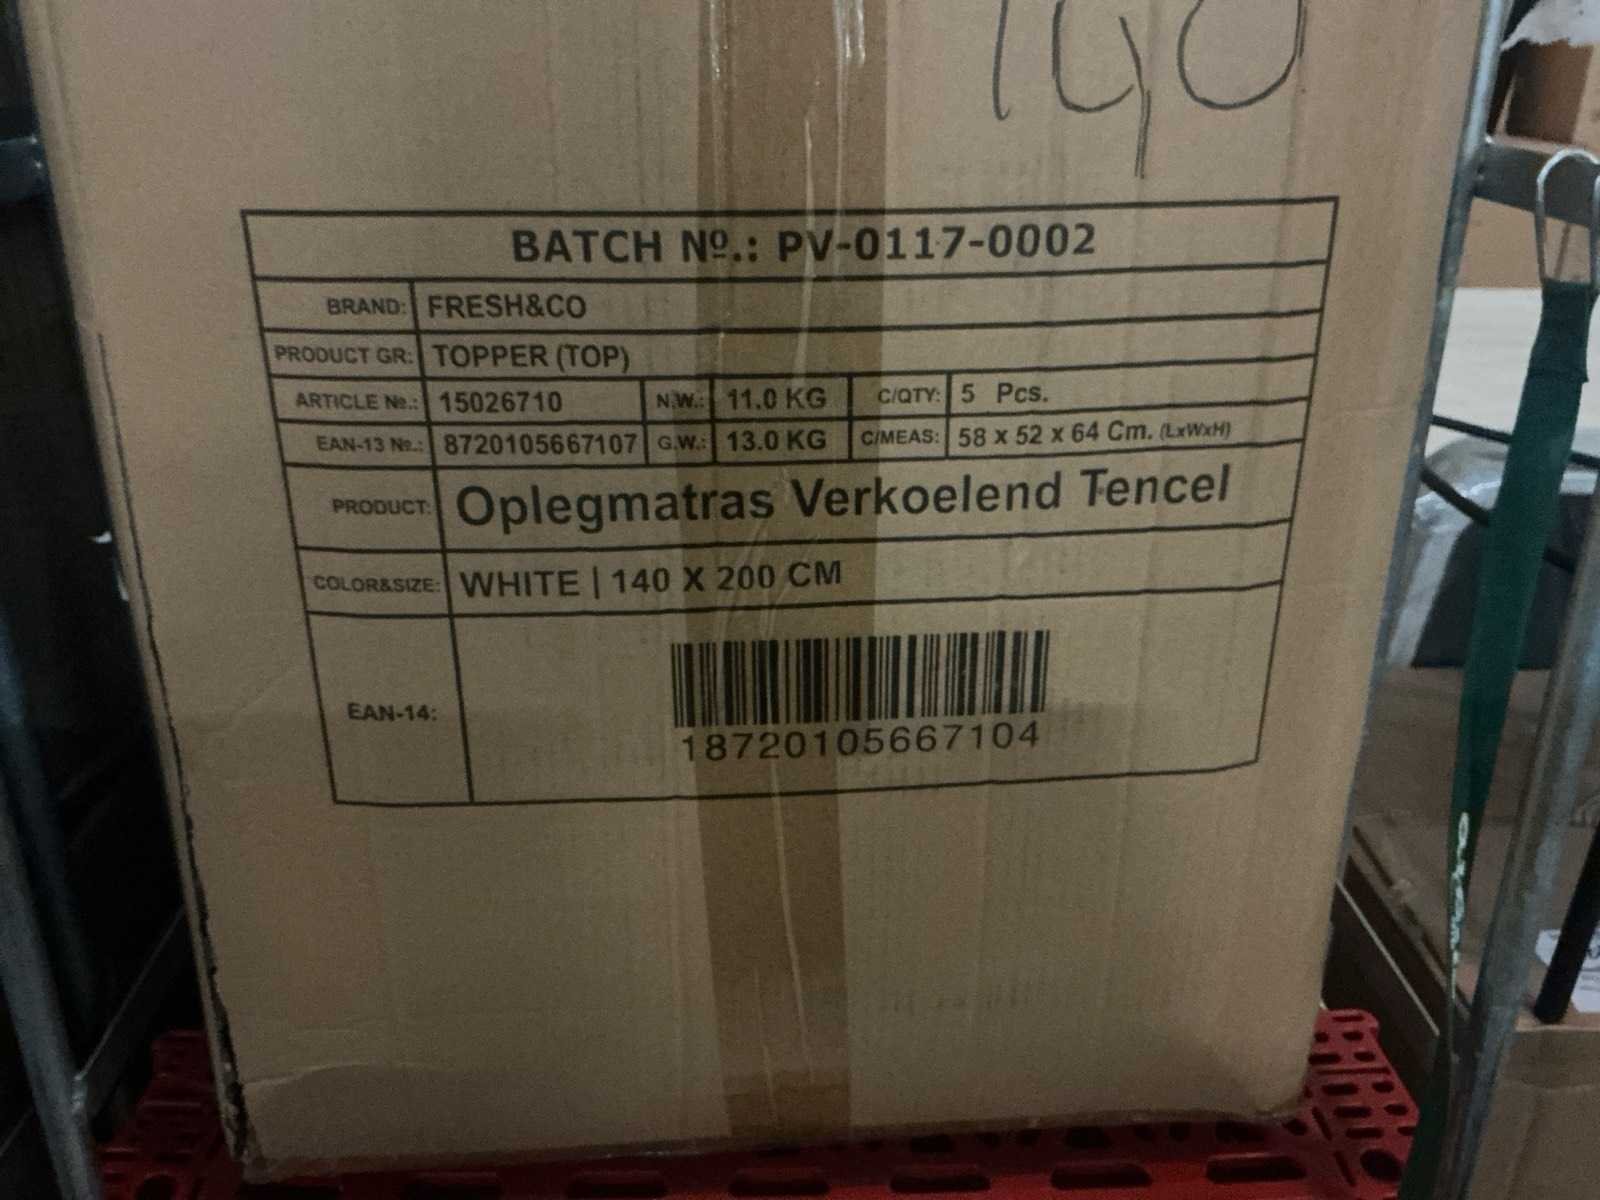 140
BATCH Nº.: PV-0117-0002
BRAND: FRESH&CO
PRODUCT GR: TOPPER (TOP)
ARTICLE №.: 15026710 N.W.: 11.0 KG C/QTY: 5 Pcs.
EAN-13 №.: 8720105667107 G.W.: 13.0 KG C/MEAS: 58 x 52 x 64 Cm. (LxWxH)
PRODUCT: Oplegmatras Verkoelend Tencel
COLOR&SIZE: WHITE | 140 X 200 CM
EAN-14:
18720105667104